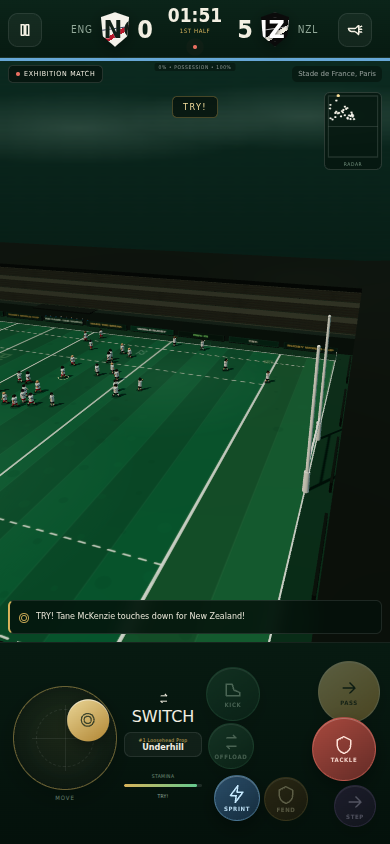 01:51
ENG N 0 5 NZ NZL
1ST HALF
0% • POSSESSION • 100%
EXHIBITION MATCH
Stade de France, Paris
TRY!
RADAR
TRY! Tane McKenzie touches down for New Zealand!
KICK
PASS
SWITCH
#1 Loosehead Prop
Underhill
OFFLOAD
TACKLE
STAMINA
TRY!
MOVE
SPRINT
FEND
STEP